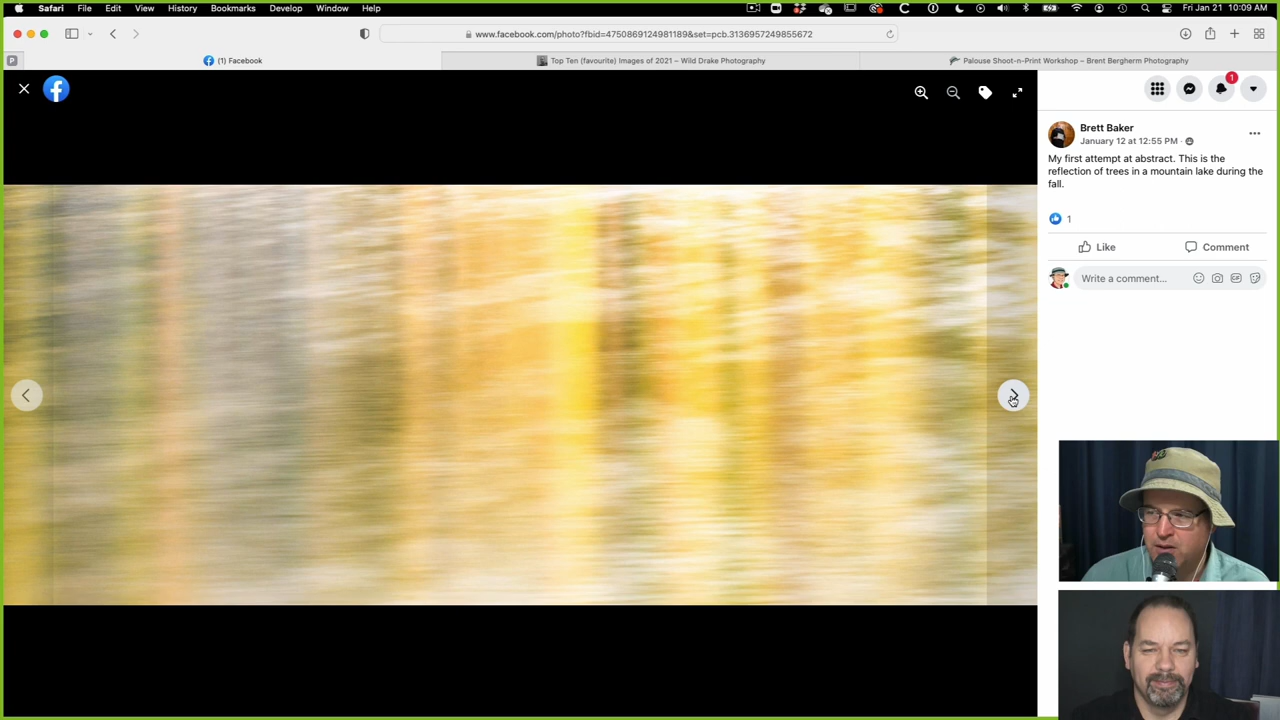 Safari File Edit View History Bookmarks Develop Window Help Fri Jan 21 10:09 AM
www.facebook.com/photo?fbid=4750869124981189&set=pcb.3136957249855672
P (1) Facebook Top Ten (favourite) Images of 2021 – Wild Drake Photography Palouse Shoot-n-Print Workshop – Brent Bergherm Photography
1
Brett Baker
January 12 at 12:55 PM ·
My first attempt at abstract. This is the
reflection of trees in a mountain lake during the
fall.
1
Like Comment
Write a comment... GIF